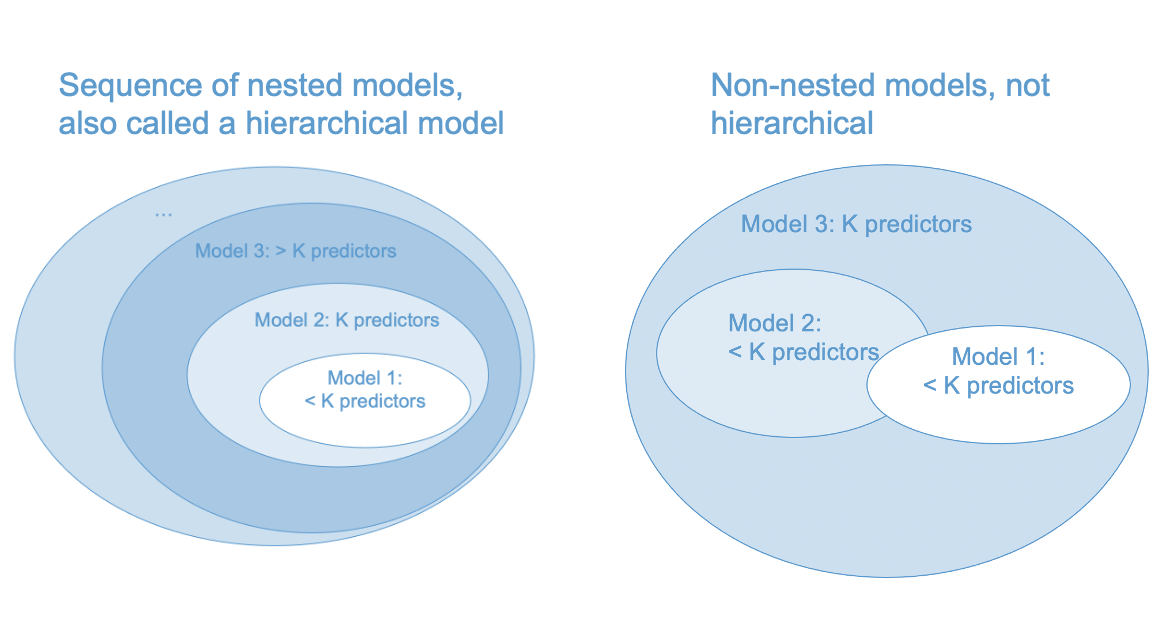 Sequence of nested models,
also called a hierarchical model
...
Model 3: > K predictors
Model 2: K predictors
Model 1:
< K predictors
Non-nested models, not
hierarchical
Model 3: K predictors
Model 2:
< K predictors
Model 1:
< K predictors